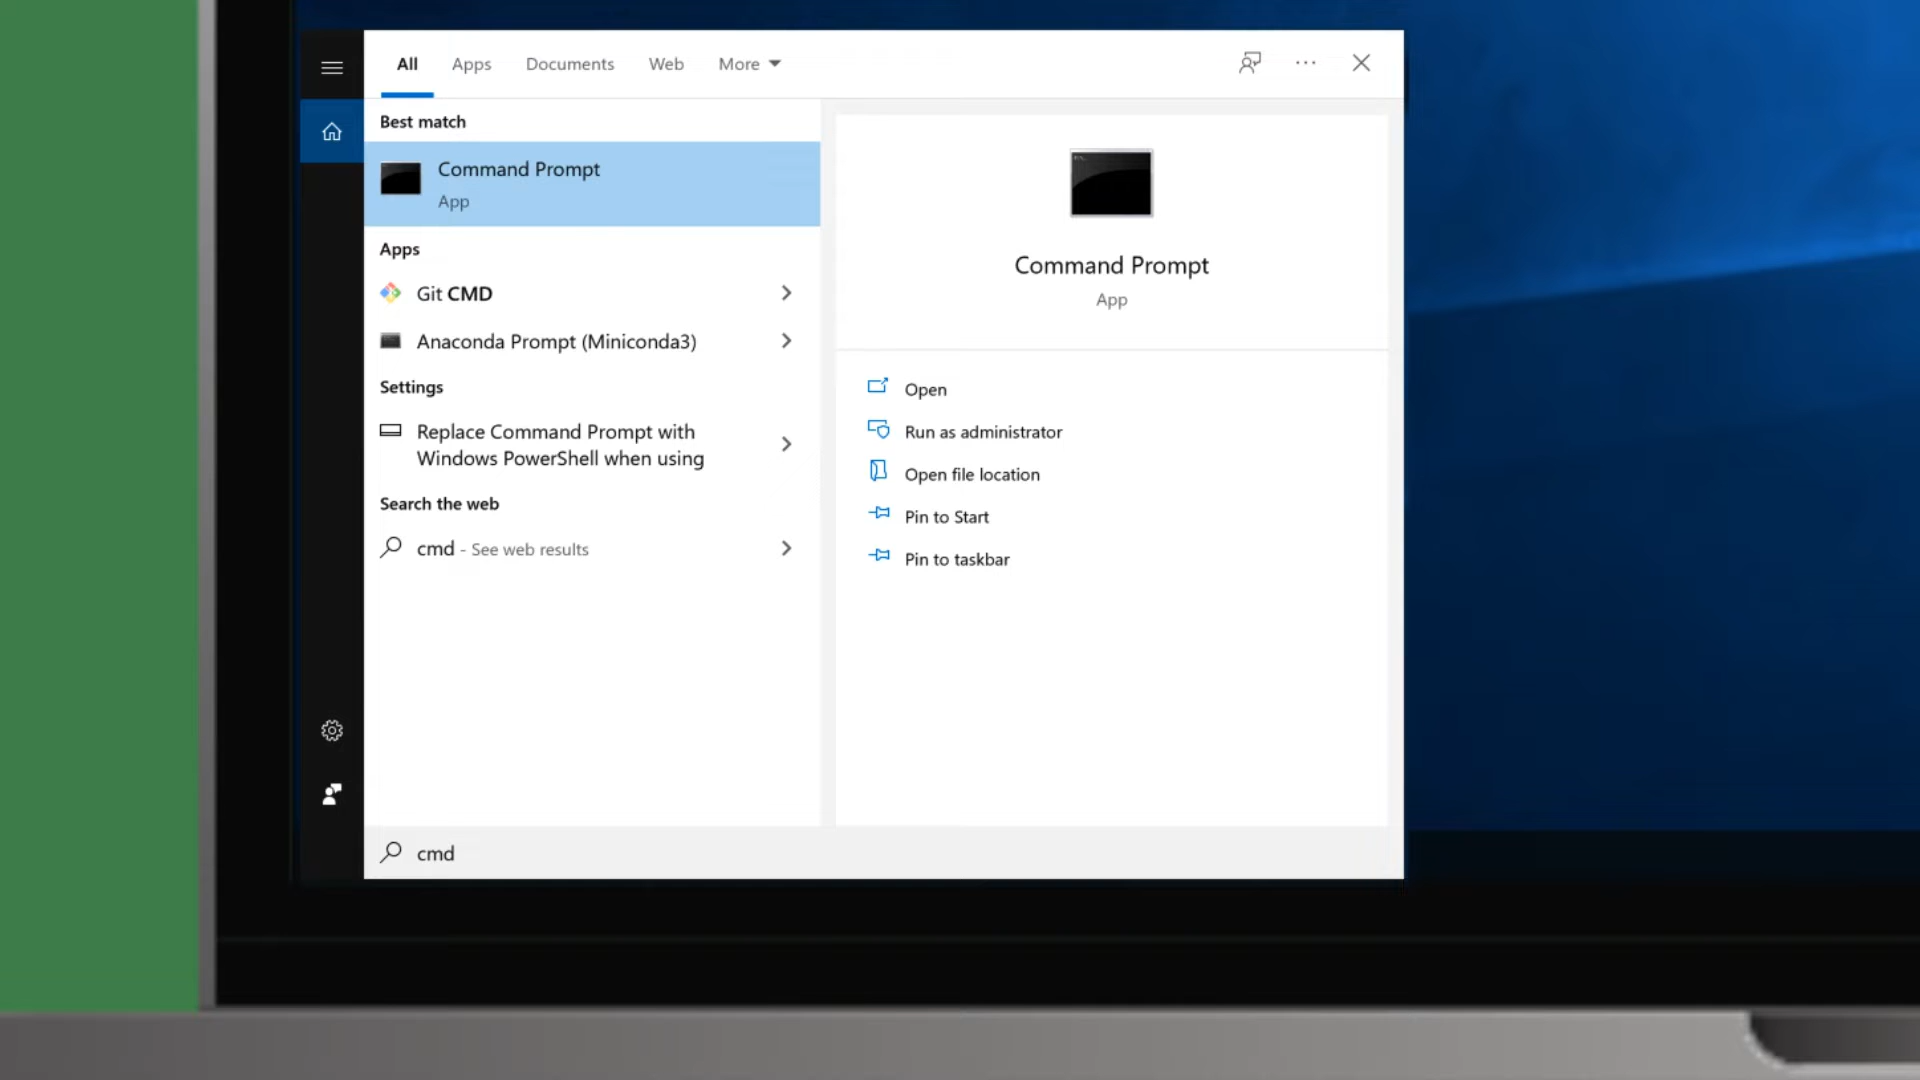 All Apps Documents Web More
Best match
Command Prompt
App
Apps
Git CMD
Anaconda Prompt (Miniconda3)
Settings
Replace Command Prompt with
Windows PowerShell when using
Search the web
cmd - See web results
Command Prompt
App
Open
Run as administrator
Open file location
Pin to Start
Pin to taskbar
cmd